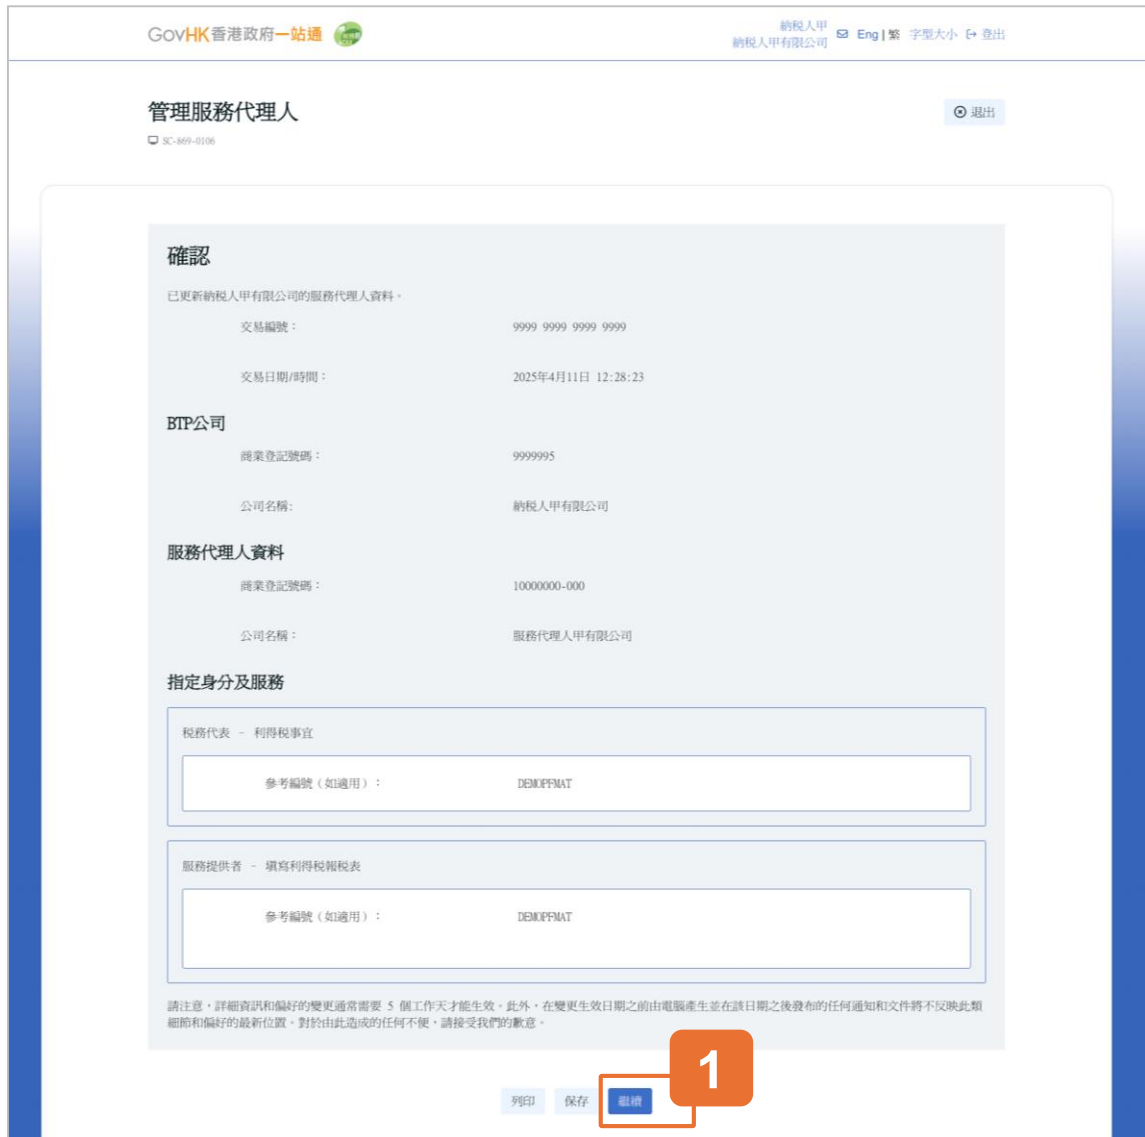 GovHK香港政府一站通
納稅人甲
納稅人甲有限公司
Eng | 繁 字型大小 登出
管理服務代理人
退出
SC-869-0106
確認
已更新納稅人甲有限公司的服務代理人資料。
交易編號： 9999 9999 9999 9999
交易日期/時間： 2025年4月11日 12:28:23
BTP公司
商業登記號碼： 9999995
公司名稱: 納稅人甲有限公司
服務代理人資料
商業登記號碼： 10000000-000
公司名稱： 服務代理人甲有限公司
指定身分及服務
稅務代表 - 利得稅事宜
參考編號（如適用）： DEMOPFMAT
服務提供者 - 填寫利得稅報稅表
參考編號（如適用）： DEMOPFMAT
請注意，詳細資訊和偏好的變更通常需要 5 個工作天才能生效。此外，在變更生效日期之前由電腦產生並在該日期之後發布的任何通知和文件將不反映此類
細節和偏好的最新位置。對於由此造成的任何不便，請接受我們的歉意。
列印 保存 繼續
1